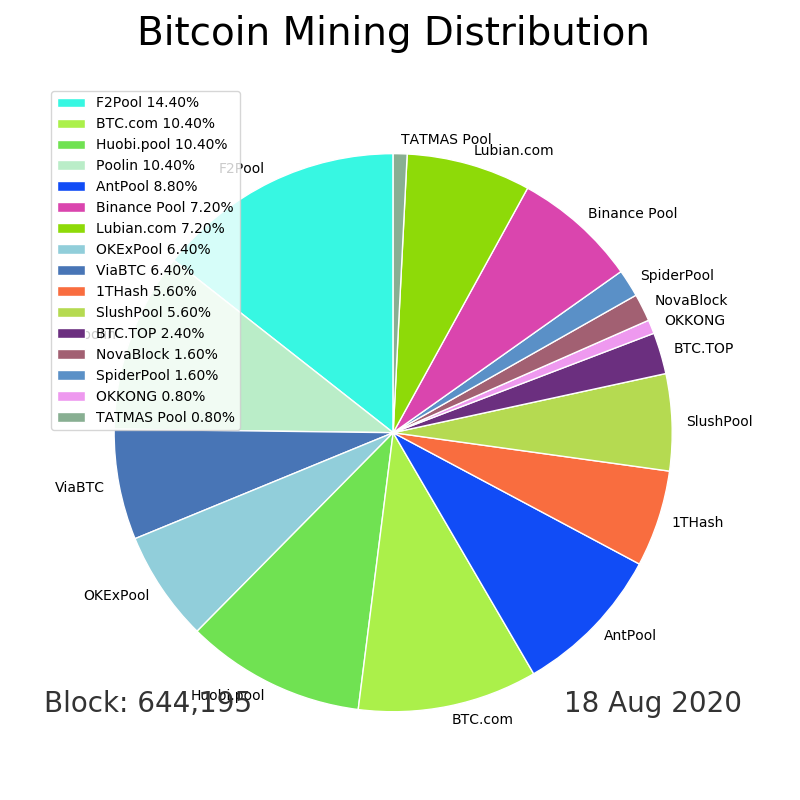 Bitcoin Mining Distribution
F2Pool 14.40%
BTC.com 10.40%
Huobi.pool 10.40%
Poolin 10.40%
AntPool 8.80%
Binance Pool 7.20%
Lubian.com 7.20%
OKExPool 6.40%
ViaBTC 6.40%
1THash 5.60%
SlushPool 5.60%
BTC.TOP 2.40%
NovaBlock 1.60%
SpiderPool 1.60%
OKKONG 0.80%
TATMAS Pool 0.80%
TATMAS Pool
Lubian.com
F2Pool
Binance Pool
SpiderPool
NovaBlock
OKKONG
BTC.TOP
SlushPool
ViaBTC
1THash
OKExPool
AntPool
Huobi.pool
BTC.com
Block: 644,195
18 Aug 2020